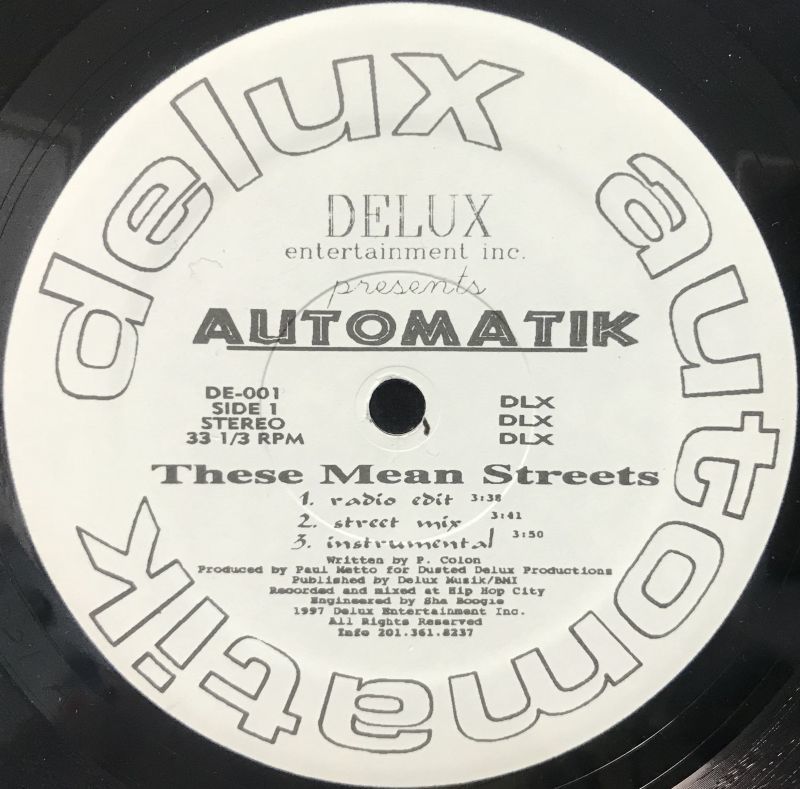 delux automatik
DELUX
entertainment inc.
presents
AUTOMATIK
DE-001
SIDE 1
STEREO
33 1/3 RPM
DLX
DLX
DLX
These Mean Streets
1. radio edit 3:38
2. street mix 3:41
3. instrumental 3:50
Written by P. Colon
Produced by Paul Metto for Dusted Delux Productions
Published by Delux Musik/BMI
Recorded and mixed at Hip Hop City
Engineered by Sha Boogie
1997 Delux Entertainment Inc.
All Rights Reserved
Info 201.361.8237